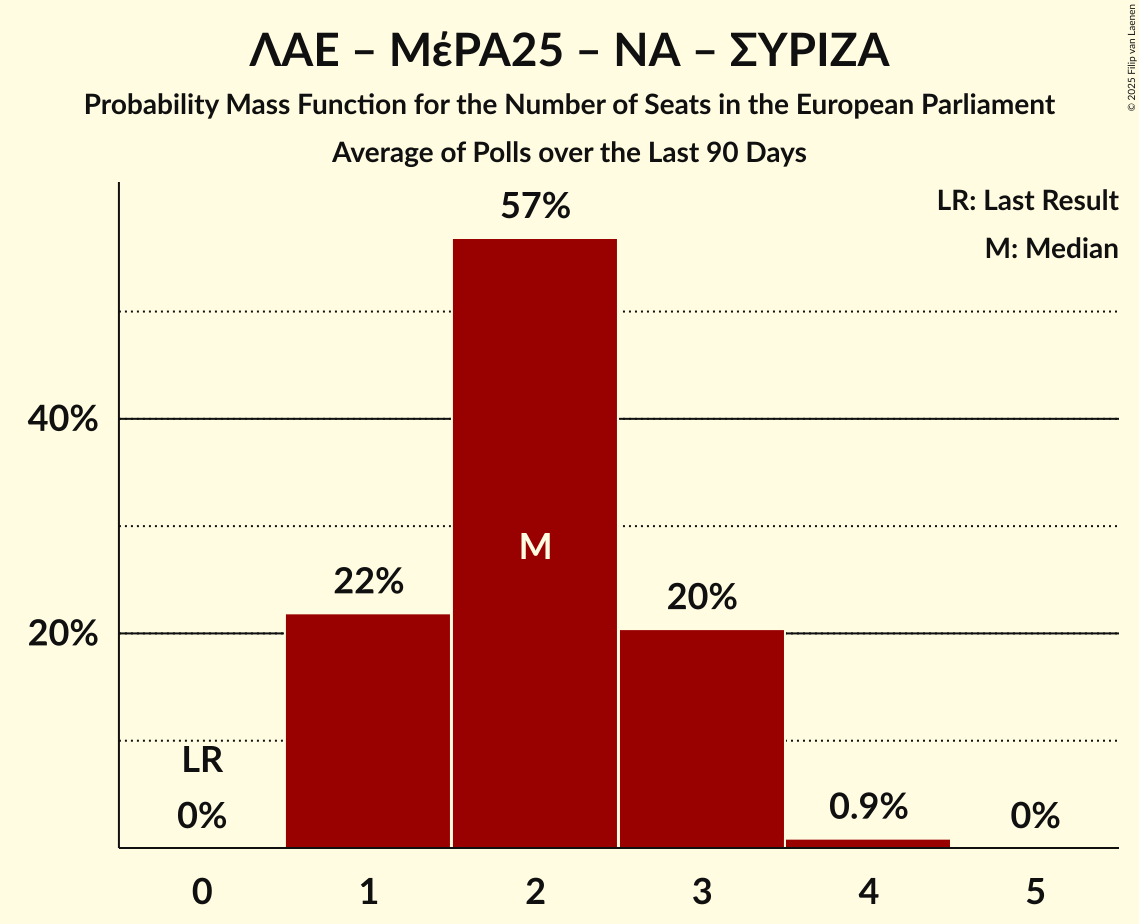 ΛΑΕ – ΜέΡΑ25 – ΝΑ – ΣΥΡΙΖΑ
Probability Mass Function for the Number of Seats in the European Parliament
Average of Polls over the Last 90 Days
© 2025 Filip van Laenen
LR: Last Result
M: Median
57%
40%
M
22%
20%
20%
LR
0%
0.9%
0%
0 1 2 3 4 5